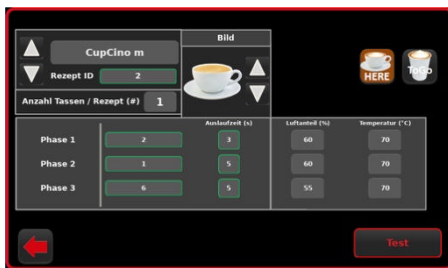 CupCino m
Bild
Rezept ID 2
HERE
ToGo
Anzahl Tassen / Rezept (#) 1
Auslaufzeit (s) Luftanteil (%) Temperatur (°C)
Phase 1 2 3 60 70
Phase 2 1 5 60 70
Phase 3 6 5 55 70
Test